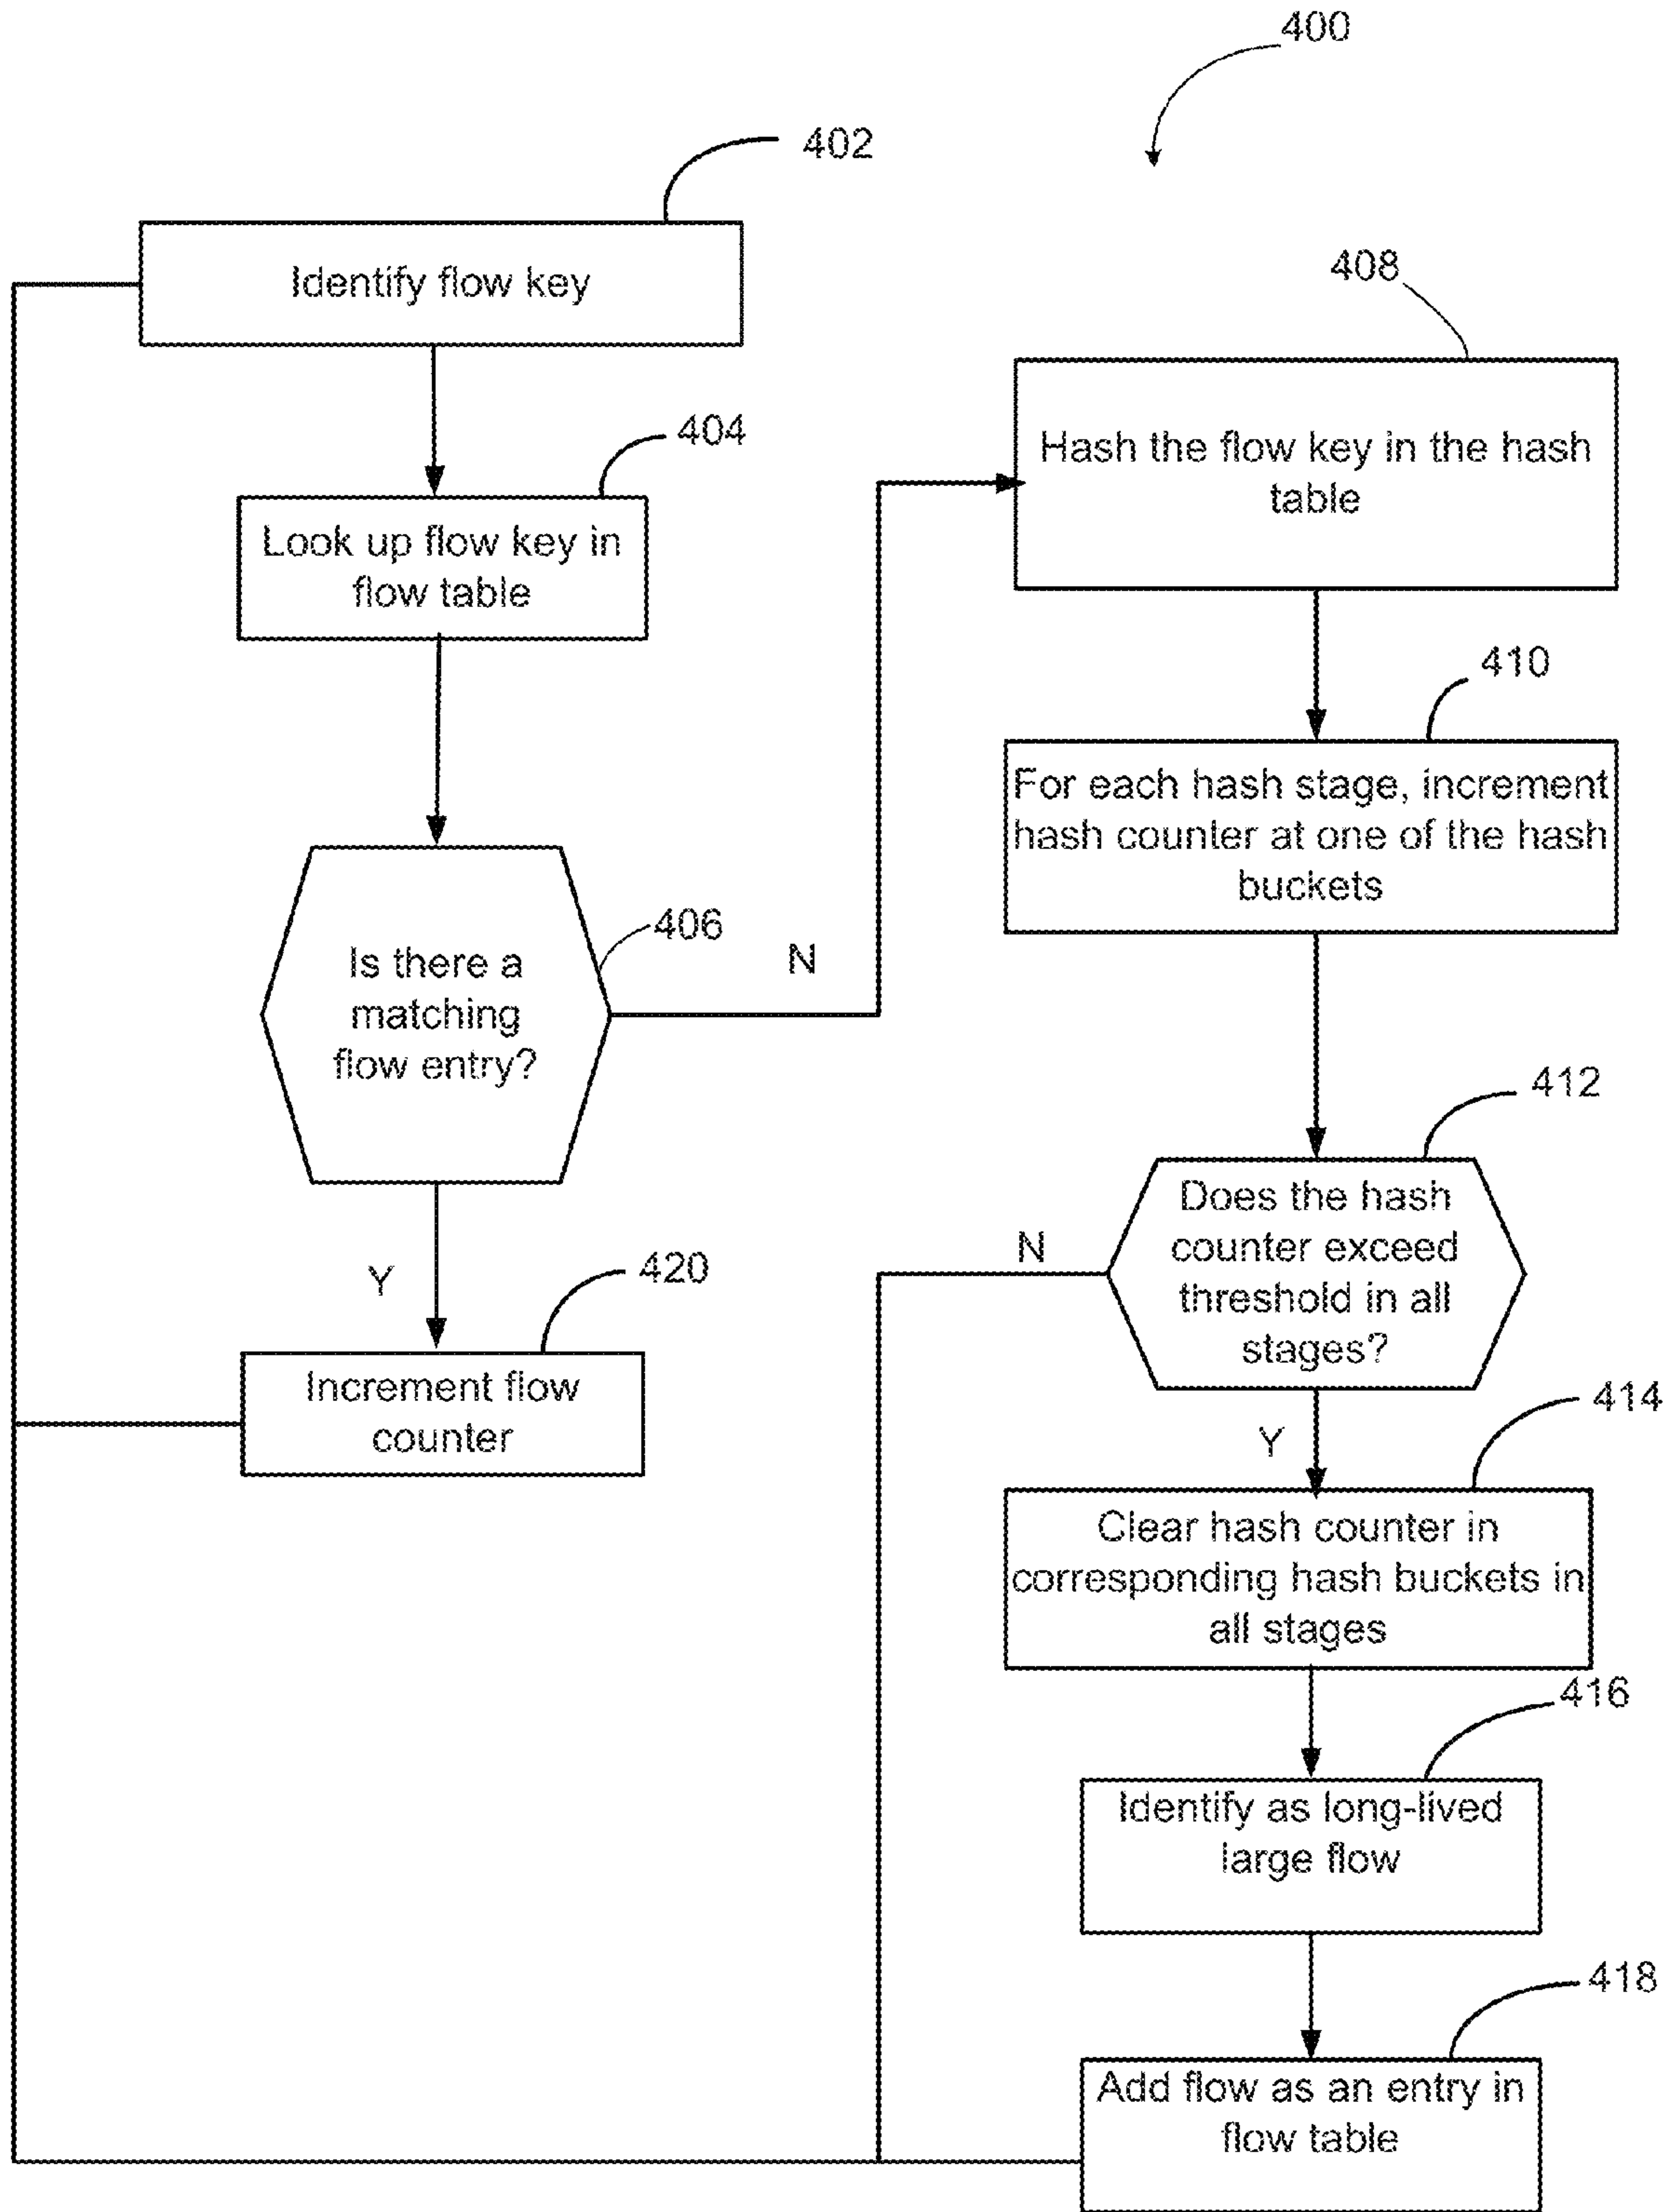 400
402
Identify flow key
404
Look up flow key in
flow table
406
Is there a
matching
flow entry?
N
Y
420
Increment flow
counter
408
Hash the flow key in the hash
table
410
For each hash stage, increment
hash counter at one of the hash
buckets
412
Does the hash
counter exceed
threshold in all
stages?
N
Y
414
Clear hash counter in
corresponding hash buckets in
all stages
416
Identify as long-lived
large flow
418
Add flow as an entry in
flow table